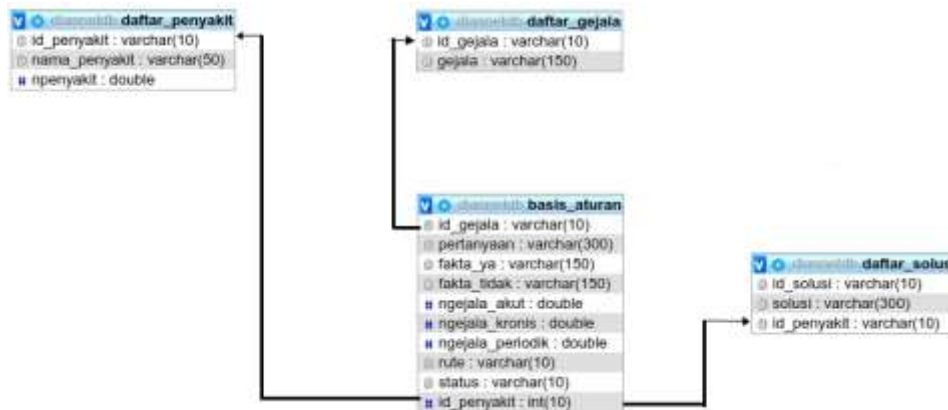 daftar_penyakit
id_penyakit : varchar(10)
nama_penyakit : varchar(50)
# npenyakit : double
daftar_gejala
id_gejala : varchar(10)
gejala : varchar(150)
basis_aturan
id_gejala : varchar(10)
pertanyaan : varchar(300)
fakta_ya : varchar(150)
fakta_tidak : varchar(150)
# ngejala_akut : double
# ngejala_kronis : double
# ngejala_periodik : double
rute : varchar(10)
status : varchar(10)
# id_penyakit : int(10)
daftar_solus
id_solusi : varchar(10)
solusi : varchar(300)
id_penyakit : varchar(10)